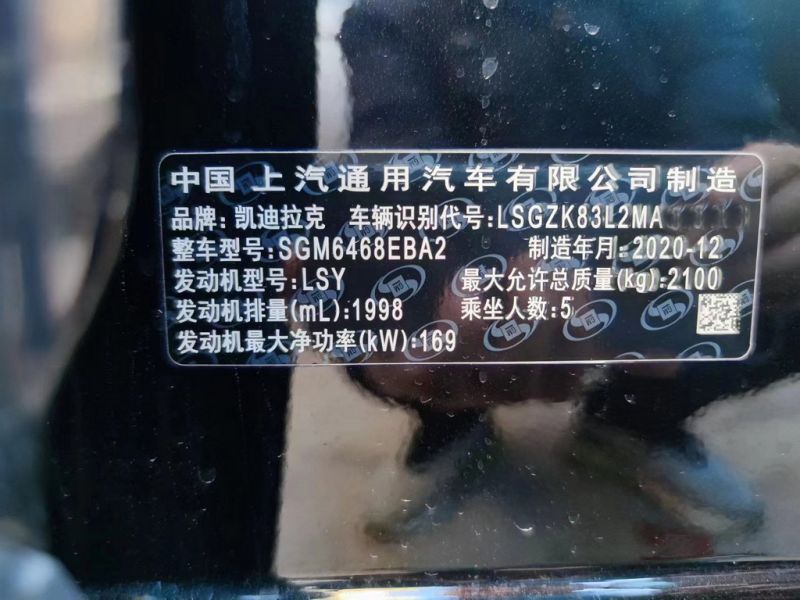 中国上汽通用汽车有限公司制造
品牌:凯迪拉克 车辆识别代号:LSGZK83L2MA
整车型号:SGM6468EBA2 制造年月:2020-12
发动机型号:LSY 最大允许总质量(kg):2100
发动机排量(mL):1998 乘坐人数:5
发动机最大净功率(kW):169